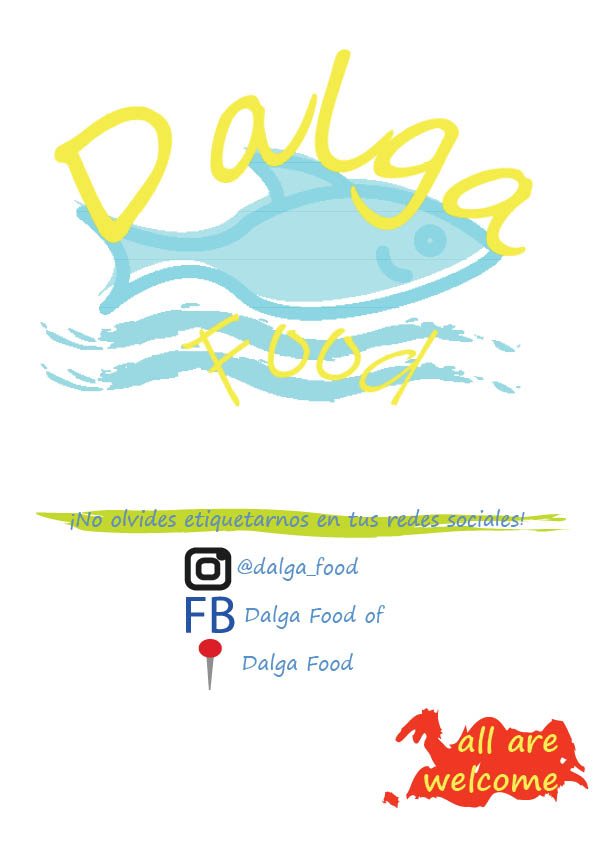 Dalga
Food
¡No olvides etiquetarnos en tus redes sociales!
@dalga_food
FB Dalga Food of
Dalga Food
all are
welcome